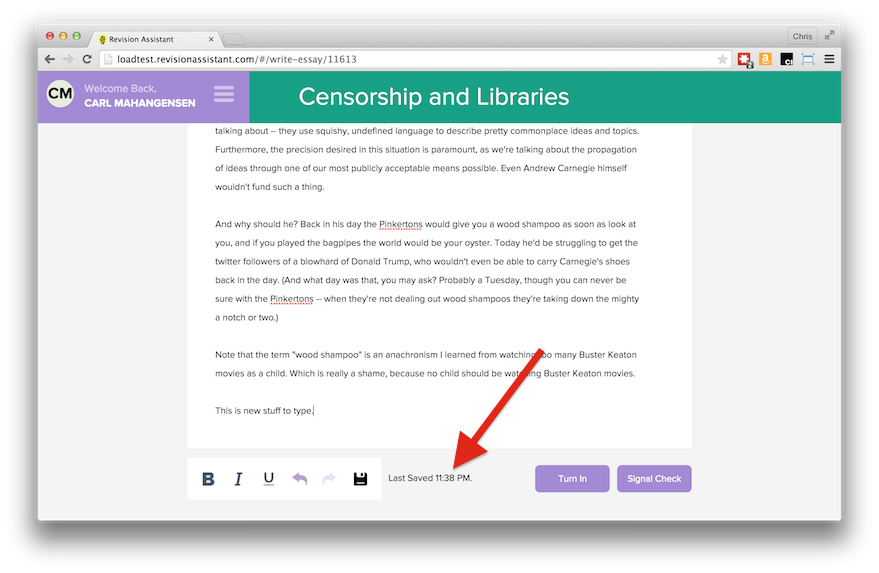 Revision Assistant
Chris
loadtest.revisionassistant.com/#/write-essay/11613
2
CM
Welcome Back,
CARL MAHANGENSEN
Censorship and Libraries
talking about -- they use squishy, undefined language to describe pretty commonplace ideas and topics.
Furthermore, the precision desired in this situation is paramount, as we're talking about the propagation
of ideas through one of our most publicly acceptable means possible. Even Andrew Carnegie himself
wouldn't fund such a thing.
And why should he? Back in his day the Pinkertons would give you a wood shampoo as soon as look at
you, and if you played the bagpipes the world would be your oyster. Today he'd be struggling to get the
twitter followers of a blowhard of Donald Trump, who wouldn't even be able to carry Carnegie's shoes
back in the day. (And what day was that, you may ask? Probably a Tuesday, though you can never be
sure with the Pinkertons -- when they're not dealing out wood shampoos they're taking down the mighty
a notch or two.)
Note that the term "wood shampoo" is an anachronism I learned from watching too many Buster Keaton
movies as a child. Which is really a shame, because no child should be watching Buster Keaton movies.
This is new stuff to type.
B I U
Last Saved 11:38 PM.
Turn In
Signal Check